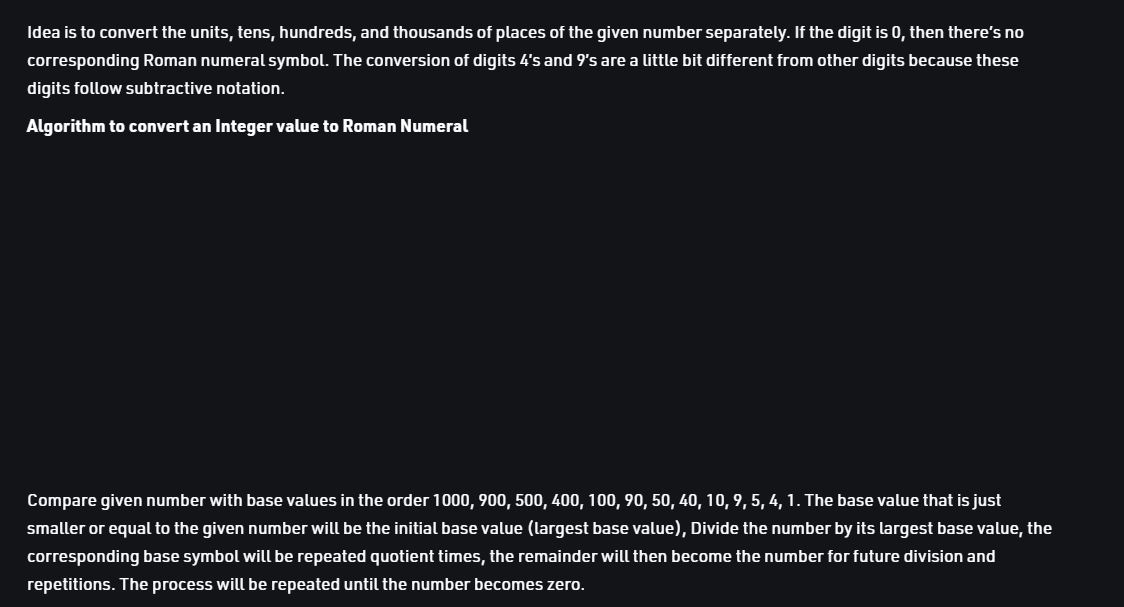 Idea is to convert the units, tens, hundreds, and thousands of places of the given number separately. If the digit is 0, then there's no
corresponding Roman numeral symbol. The conversion of digits 4's and 9's are a little bit different from other digits because these
digits follow subtractive notation.
Algorithm to convert an Integer value to Roman Numeral
Compare given number with base values in the order 1000, 900, 500, 400, 100, 90, 50, 40, 10, 9, 5, 4, 1. The base value that is just
smaller or equal to the given number will be the initial base value (largest base value), Divide the number by its largest base value, the
corresponding base symbol will be repeated quotient times, the remainder will then become the number for future division and
repetitions. The process will be repeated until the number becomes zero.